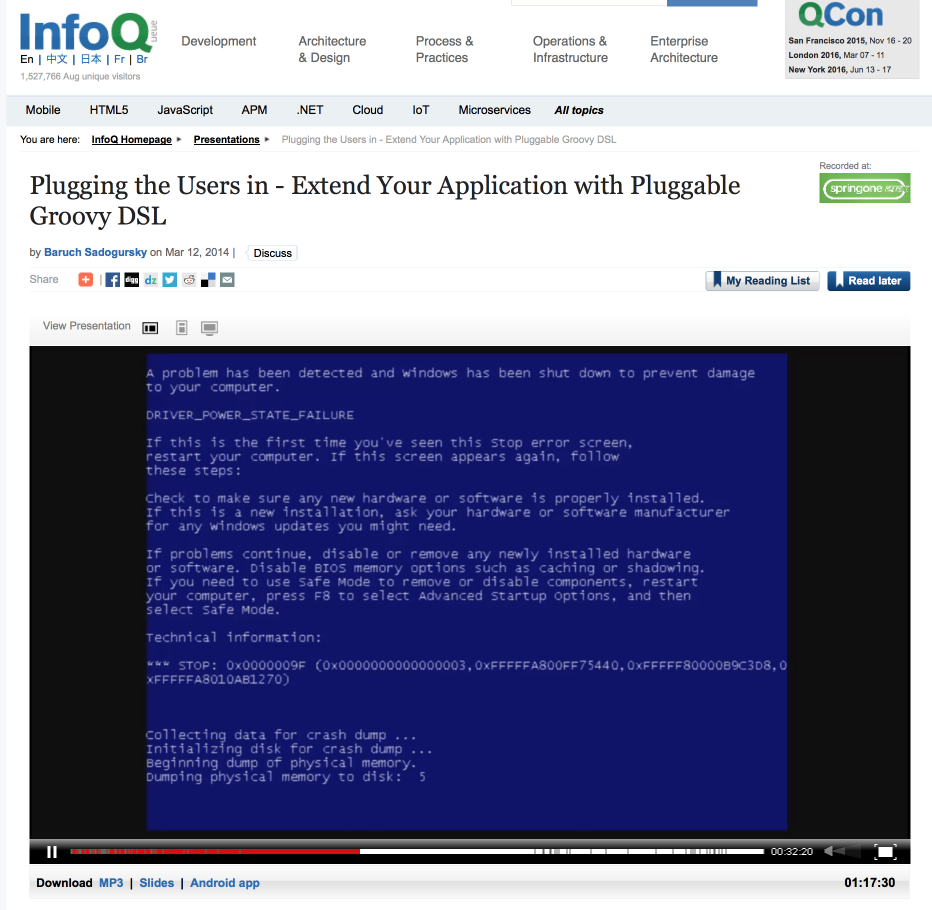 InfoQ
QCon
San Francisco 2015, Nov 16 - 20
London 2016, Mar 07 - 11
New York 2016, Jun 13 - 17
Development
Architecture & Design
Process & Practices
Operations & Infrastructure
Enterprise Architecture
En | 中文 | 日本 | Fr | Br
1,527,766 Aug unique visitors
Mobile HTML5 JavaScript APM .NET Cloud IoT Microservices All topics
You are here: InfoQ Homepage Presentations Plugging the Users in - Extend Your Application with Pluggable Groovy DSL
Recorded at:
springone
Plugging the Users in - Extend Your Application with Pluggable
Groovy DSL
by Baruch Sadogursky on Mar 12, 2014 | Discuss
Share + | digg dz My Reading List Read later
View Presentation
A problem has been detected and Windows has been shut down to prevent damage
to your computer.
DRIVER_POWER_STATE_FAILURE
If this is the first time you've seen this Stop error screen,
restart your computer. If this screen appears again, follow
these steps:
Check to make sure any new hardware or software is properly installed.
If this is a new installation, ask your hardware or software manufacturer
for any Windows updates you might need.
If problems continue, disable or remove any newly installed hardware
or software. Disable BIOS memory options such as caching or shadowing.
If you need to use Safe Mode to remove or disable components, restart
your computer, press F8 to select Advanced Startup Options, and then
select Safe Mode.
Technical information:
*** STOP: 0x0000009F (0x0000000000000003,0xFFFFFA800FF75440,0xFFFFF80000B9C3D8,0
xFFFFFA8010AB1270)
Collecting data for crash dump ...
Initializing disk for crash dump ...
Beginning dump of physical memory.
Dumping physical memory to disk: 5
00:32:20
Download MP3 | Slides | Android app 01:17:30